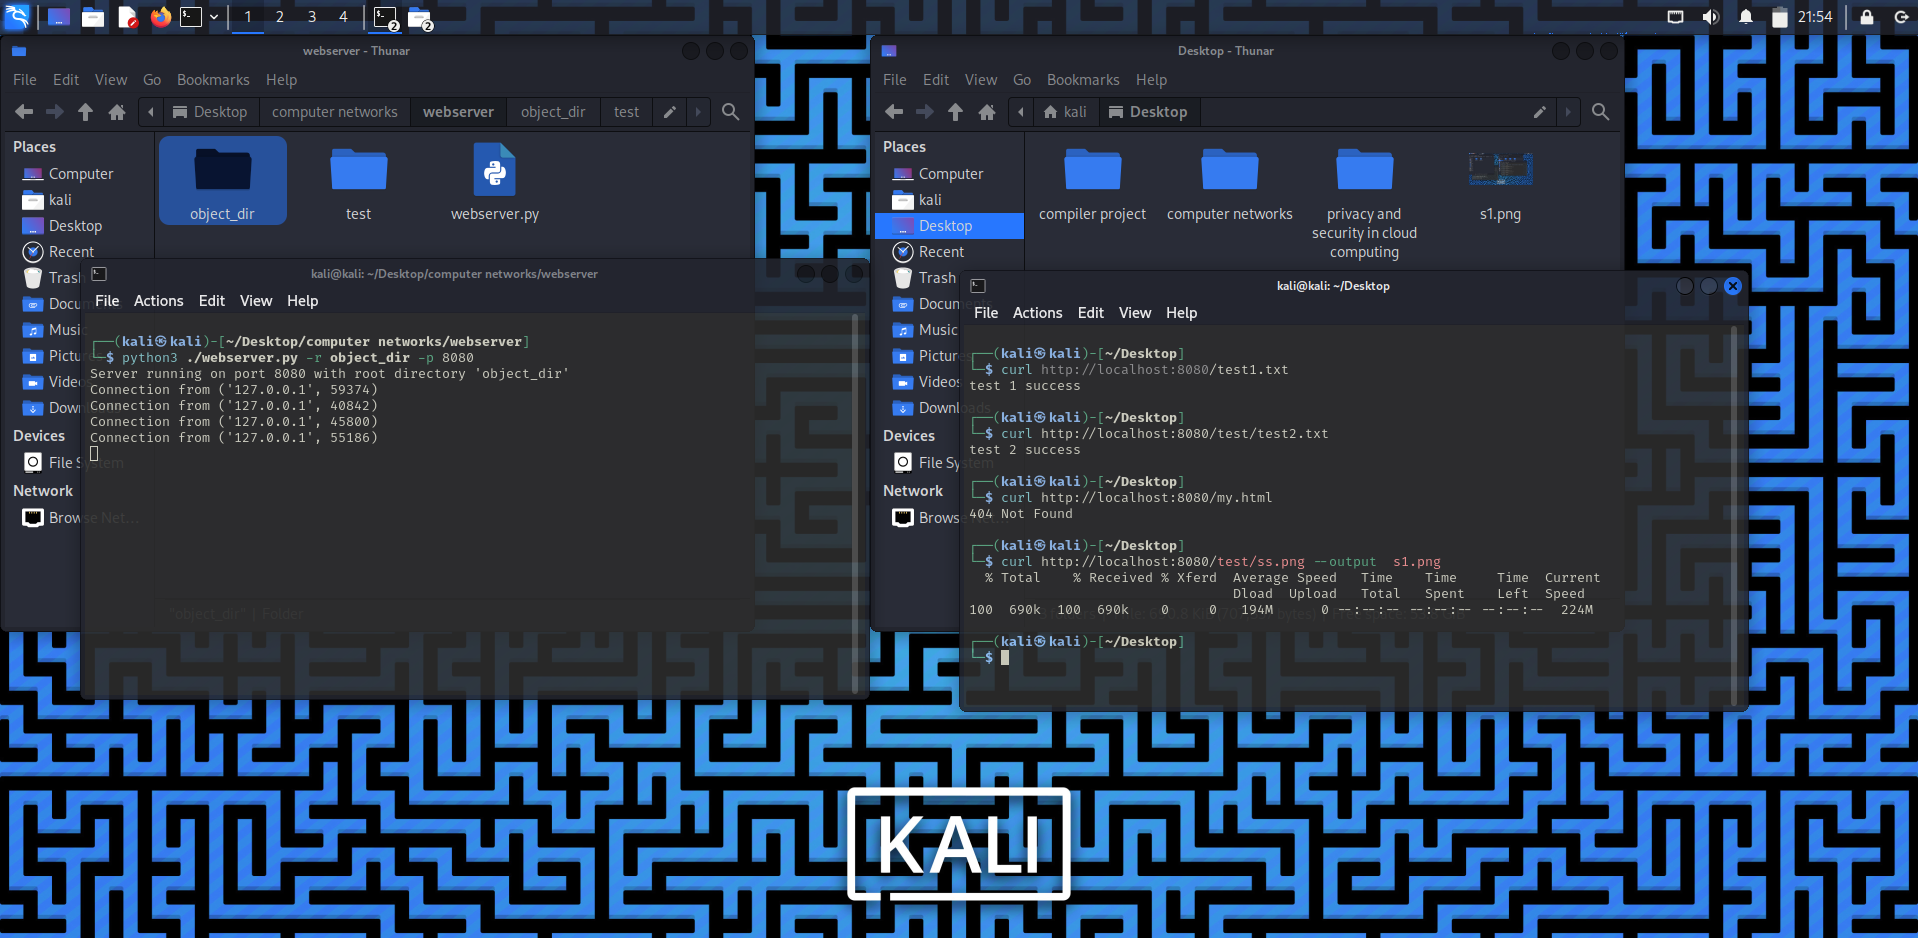 1 2 3 4 2 2 21:54
webserver - Thunar
File Edit View Go Bookmarks Help
Desktop computer networks webserver object_dir test
Places
Computer
kali
Desktop
Recent
Trash
Music
Devices
Network
object_dir
test
webserver.py
"object_dir" | Folder
Desktop - Thunar
File Edit View Go Bookmarks Help
kali Desktop
Places
Computer
kali
Desktop
Recent
Trash
Documents
Music
Pictures
Videos
Downloads
Devices
File System
Network
Browse Net...
compiler project
computer networks
privacy and
security in cloud
computing
s1.png
kali@kali: ~/Desktop/computer networks/webserver
File Actions Edit View Help
┌──(kali㉿kali)-[~/Desktop/computer networks/webserver]
└─$ python3 ./webserver.py -r object_dir -p 8080
Server running on port 8080 with root directory 'object_dir'
Connection from ('127.0.0.1', 59374)
Connection from ('127.0.0.1', 40842)
Connection from ('127.0.0.1', 45800)
Connection from ('127.0.0.1', 55186)
File System
Browse Net...
kali@kali: ~/Desktop
File Actions Edit View Help
┌──(kali㉿kali)-[~/Desktop]
└─$ curl http://localhost:8080/test1.txt
test 1 success
┌──(kali㉿kali)-[~/Desktop]
└─$ curl http://localhost:8080/test/test2.txt
test 2 success
┌──(kali㉿kali)-[~/Desktop]
└─$ curl http://localhost:8080/my.html
404 Not Found
┌──(kali㉿kali)-[~/Desktop]
└─$ curl http://localhost:8080/test/ss.png --output  s1.png
% Total % Received % Xferd Average Speed Time Time Time Current
Dload Upload Total Spent Left Speed
100 690k 100 690k 0 0 194M 0 --:--:-- --:--:-- --:--:-- 224M
┌──(kali㉿kali)-[~/Desktop]
└─$
KALI